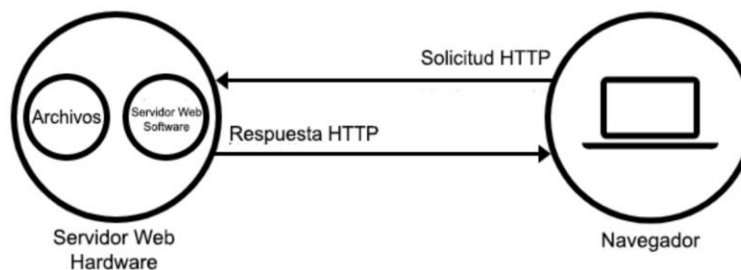 Solicitud HTTP
Archivos
Servidor Web
Software
Respuesta HTTP
Servidor Web
Hardware
Navegador